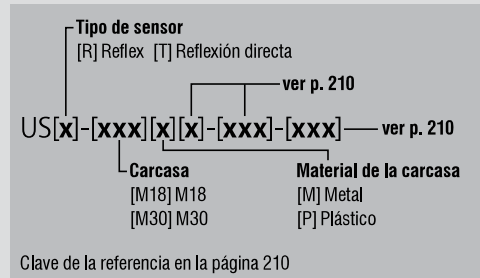 Tipo de sensor
[R] Reflex [T] Reflexión directa
ver p. 210
US[x]-[xxx][x][x]-[xxx]-[xxx] ver p. 210
Carcasa Material de la carcasa
[M18] M18 [M] Metal
[M30] M30 [P] Plástico
Clave de la referencia en la página 210